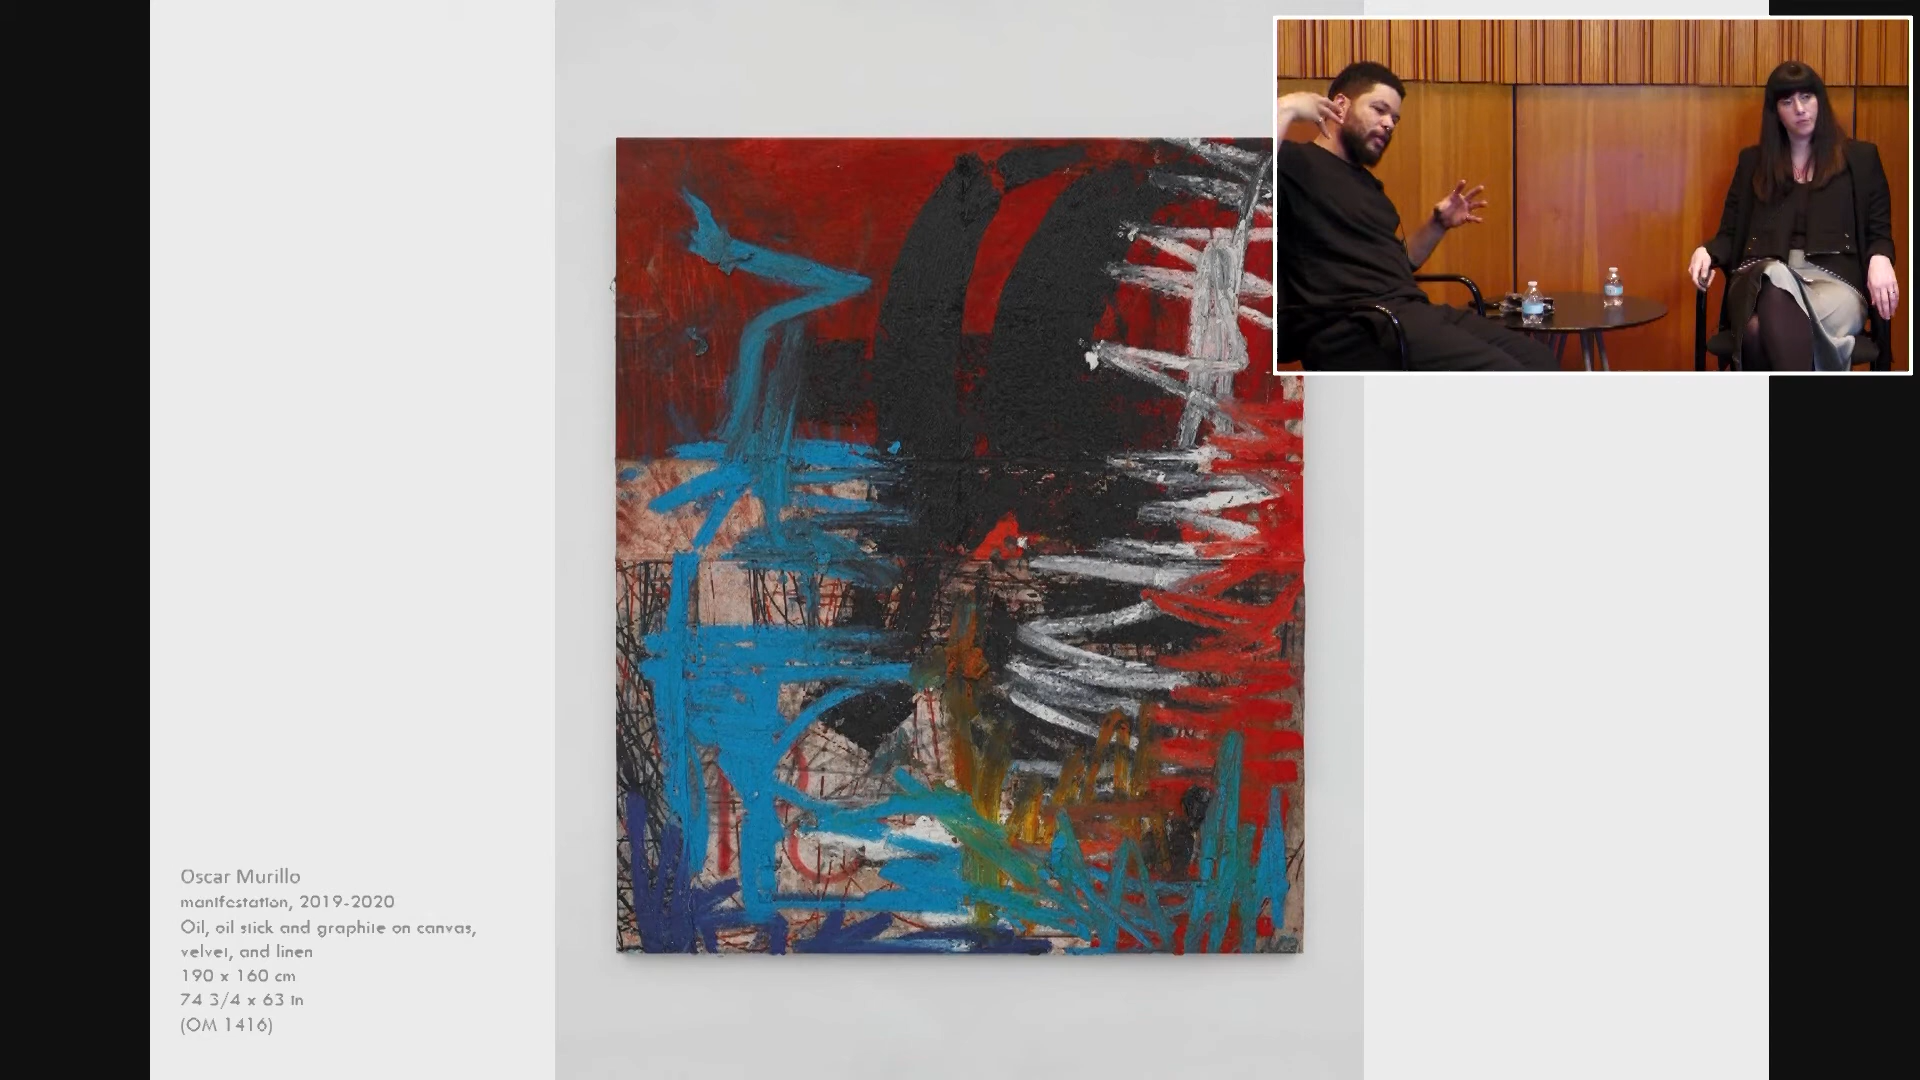 Oscar Murillo
manifestation, 2019-2020
Oil, oil stick and graphite on canvas,
velvet, and linen
190 x 160 cm
74 3/4 x 63 in
(OM 1416)